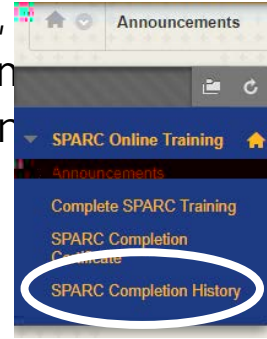 Announcements
SPARC Online Training
Announcements
Complete SPARC Training
SPARC Completion
Certificate
SPARC Completion History